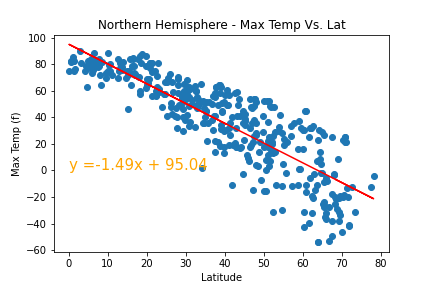 Northern Hemisphere - Max Temp Vs. Lat
100
80
60
40
20
0
−20
−40
−60
Max Temp (f)
y =-1.49x + 95.04
0 10 20 30 40 50 60 70 80
Latitude